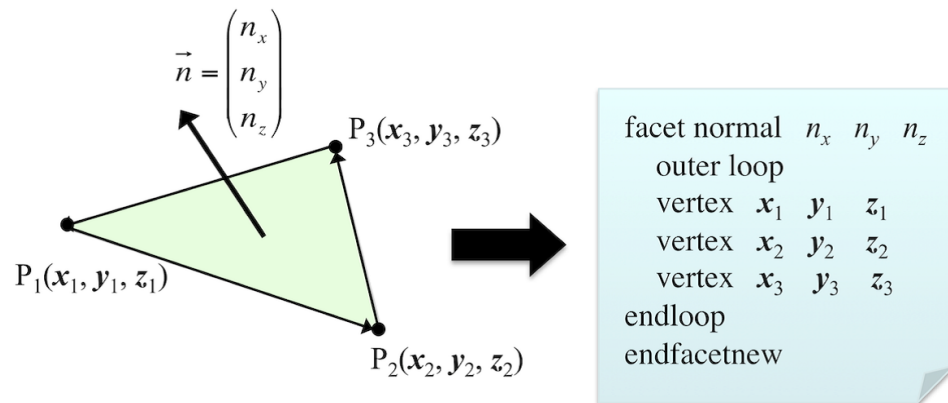 n⃗ = (n_x n_y n_z)
P₃(x₃, y₃, z₃)
P₁(x₁, y₁, z₁)
P₂(x₂, y₂, z₂)
facet normal n_x n_y n_z
outer loop
vertex x₁ y₁ z₁
vertex x₂ y₂ z₂
vertex x₃ y₃ z₃
endloop
endfacetnew